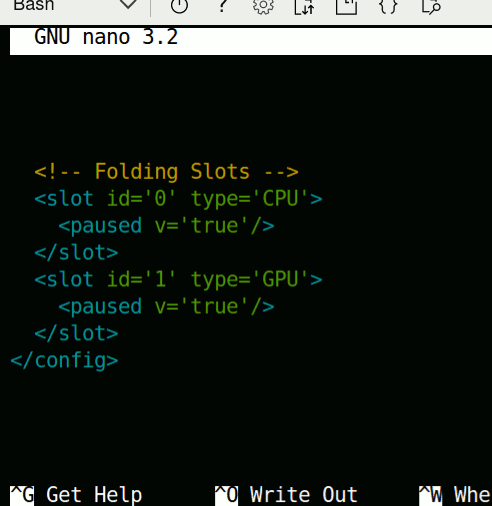 Bash
GNU nano 3.2
<!-- Folding Slots -->
<slot id='0' type='CPU'>
<paused v='true'/>
</slot>
<slot id='1' type='GPU'>
<paused v='true'/>
</slot>
</config>
^G Get Help ^O Write Out ^W Whe